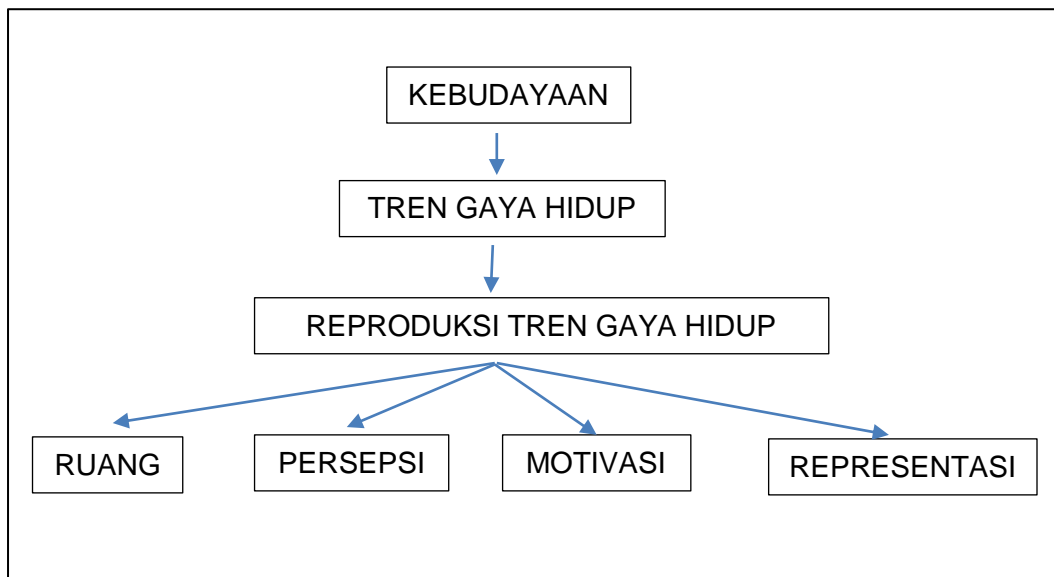 KEBUDAYAAN
TREN GAYA HIDUP
REPRODUKSI TREN GAYA HIDUP
RUANG
PERSEPSI
MOTIVASI
REPRESENTASI